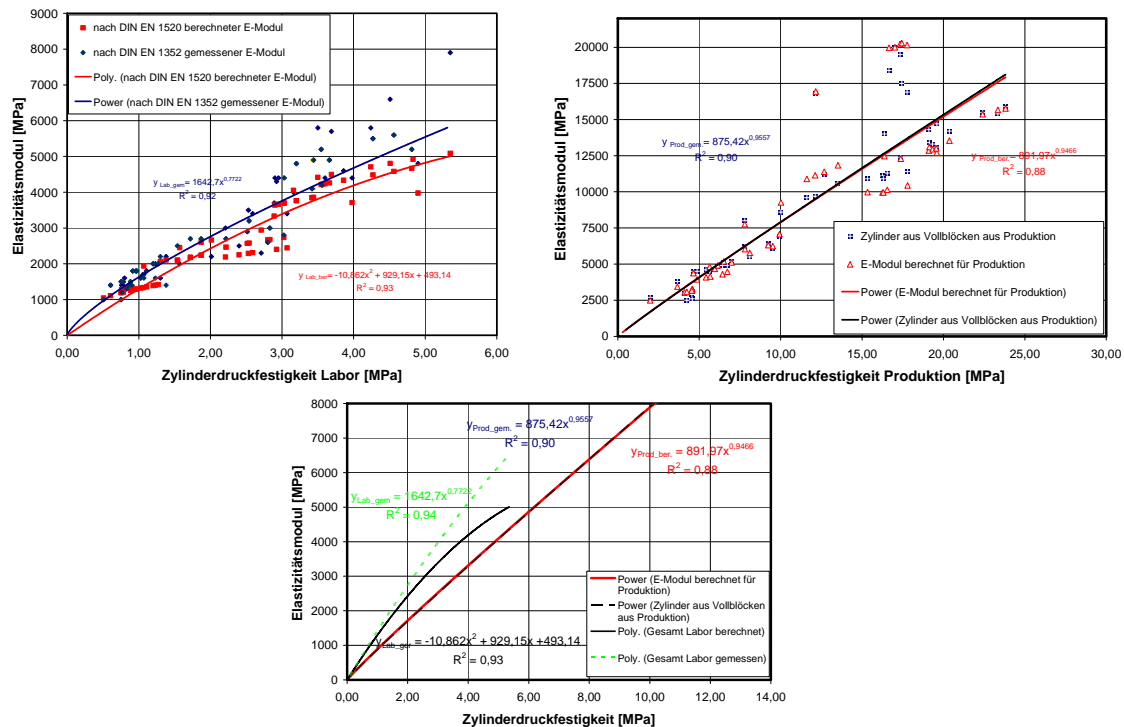 nach DIN EN 1520 berechneter E-Modul
nach DIN EN 1352 gemessener E-Modul
Poly. (nach DIN EN 1520 berechneter E-Modul)
Power (nach DIN EN 1352 gemessener E-Modul)
Elastizitätsmodul [MPa]
9000
8000
7000
6000
5000
4000
3000
2000
1000
0
y Lab_gem = 1642,7x^0,7722
R² = 0,92
y Lab_ber = -10,862x² + 929,15x + 493,14
R² = 0,93
0,00 1,00 2,00 3,00 4,00 5,00 6,00
Zylinderdruckfestigkeit Labor [MPa]
Elastizitätsmodul [MPa]
20000
17500
15000
12500
10000
7500
5000
2500
0
y Prod_gem. = 875,42x^0,9557
R² = 0,90
y Prod_ber. = 891,97x^0,9466
R² = 0,88
Zylinder aus Vollblöcken aus Produktion
E-Modul berechnet für Produktion
Power (E-Modul berechnet für Produktion)
Power (Zylinder aus Vollblöcken aus Produktion)
0,00 5,00 10,00 15,00 20,00 25,00 30,00
Zylinderdruckfestigkeit Produktion [MPa]
Elastizitätsmodul [MPa]
8000
7000
6000
5000
4000
3000
2000
1000
0
yProd_gem. = 875,42x^0,9557
R² = 0,90
yProd_ber. = 891,97x^0,9466
R² = 0,88
yLab_gem = 1642,7x^0,7722
R² = 0,94
= -10,862x² + 929,15x +493,14
R² = 0,93
Power (E-Modul berechnet für
Produktion)
Power (Zylinder aus Vollblöcken
aus Produktion)
Poly. (Gesamt Labor berechnet)
Poly. (Gesamt Labor gemessen)
0,00 2,00 4,00 6,00 8,00 10,00 12,00 14,00
Zylinderdruckfestigkeit [MPa]